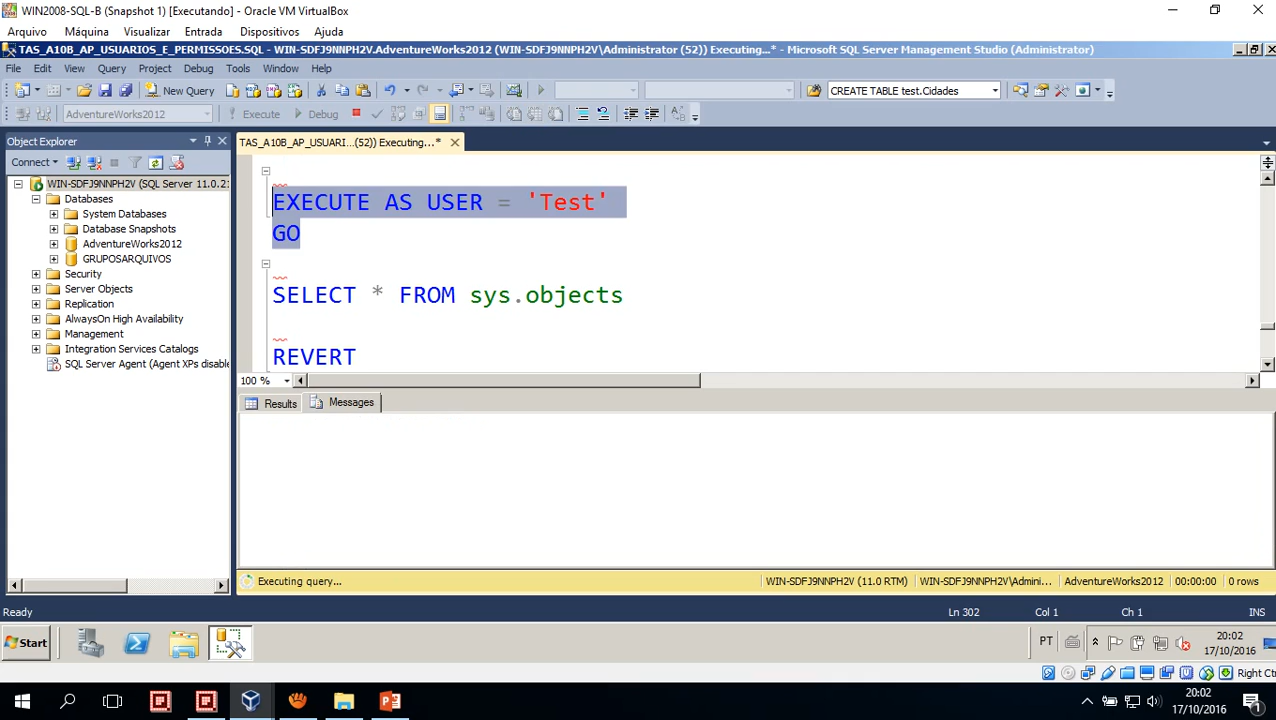 WIN2008-SQL-B (Snapshot 1) [Executando] - Oracle VM VirtualBox
Arquivo Máquina Visualizar Entrada Dispositivos Ajuda
TAS_A10B_AP_USUARIOS_E_PERMISSOES.SQL - WIN-SDFJ9NNPH2V.AdventureWorks2012 (WIN-SDFJ9NNPH2V\Administrator (52)) Executing...* - Microsoft SQL Server Management Studio (Administrator)
File Edit View Query Project Debug Tools Window Help
New Query CREATE TABLE test.Cidades
AdventureWorks2012 Execute Debug
Object Explorer
TAS_A10B_AP_USUARI...(52)) Executing...*
Connect
WIN-SDFJ9NNPH2V (SQL Server 11.0.21
Databases
System Databases
Database Snapshots
AdventureWorks2012
GRUPOSARQUIVOS
Security
Server Objects
Replication
AlwaysOn High Availability
Management
Integration Services Catalogs
SQL Server Agent (Agent XPs disable
EXECUTE AS USER = 'Test'
GO
SELECT * FROM sys.objects
REVERT
100 %
Results Messages
Executing query... WIN-SDFJ9NNPH2V (11.0 RTM) WIN-SDFJ9NNPH2V\Admini... AdventureWorks2012 00:00:00 0 rows
Ready Ln 302 Col 1 Ch 1 INS
Start PT 20:02
17/10/2016
Right Ctr
20:02
17/10/2016
1